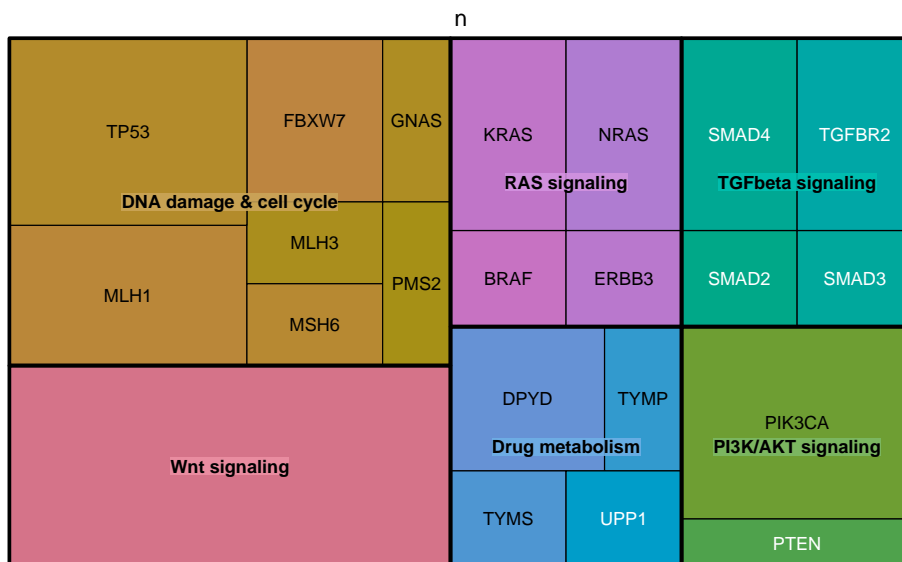 n
TP53
FBXW7
GNAS
DNA damage & cell cycle
MLH3
MLH1
MSH6
PMS2
KRAS
NRAS
RAS signaling
BRAF
ERBB3
SMAD4
TGFBR2
TGFbeta signaling
SMAD2
SMAD3
Wnt signaling
DPYD
TYMP
Drug metabolism
TYMS
UPP1
PIK3CA
PI3K/AKT signaling
PTEN